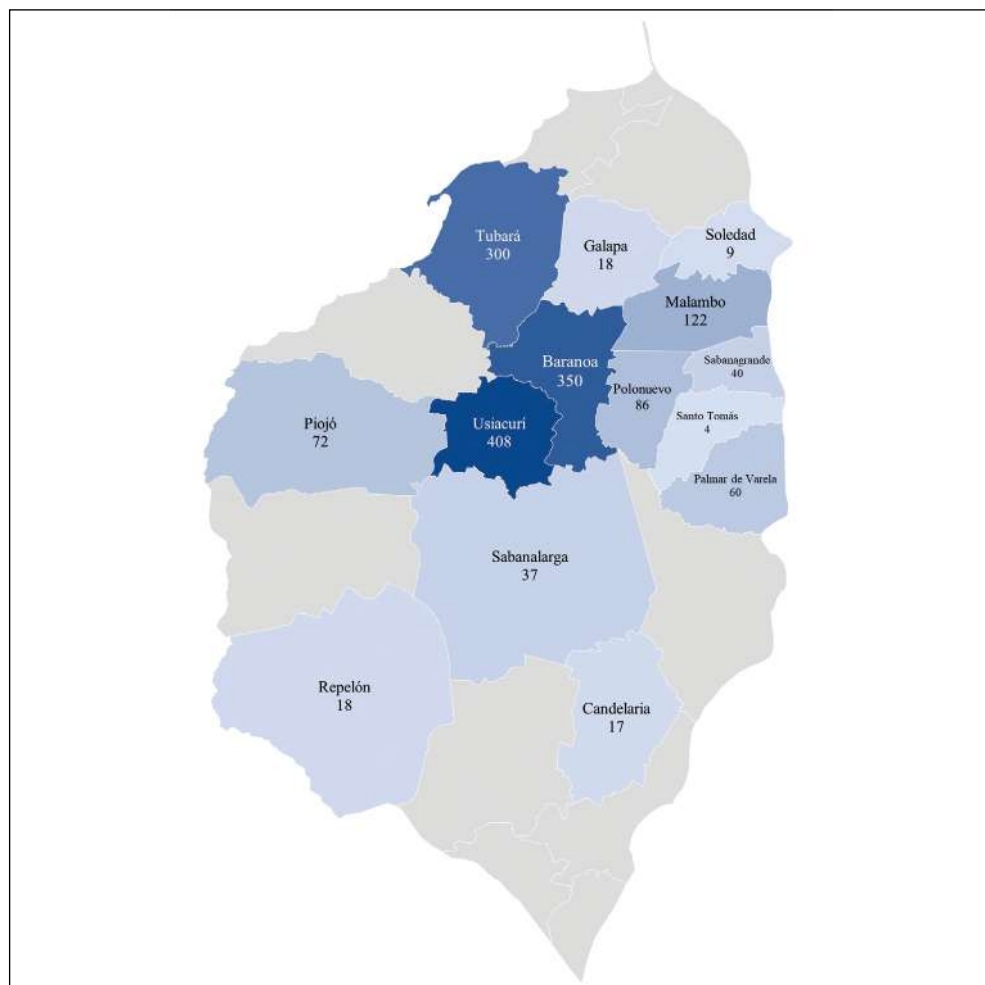 Tubará
300
Galapa
18
Soledad
9
Malambo
122
Baranoa
350
Sabanagrande
40
Polonuevo
86
Santo Tomás
4
Piojó
72
Usiacurí
408
Palmar de Varela
60
Sabanalarga
37
Repelón
18
Candelaria
17